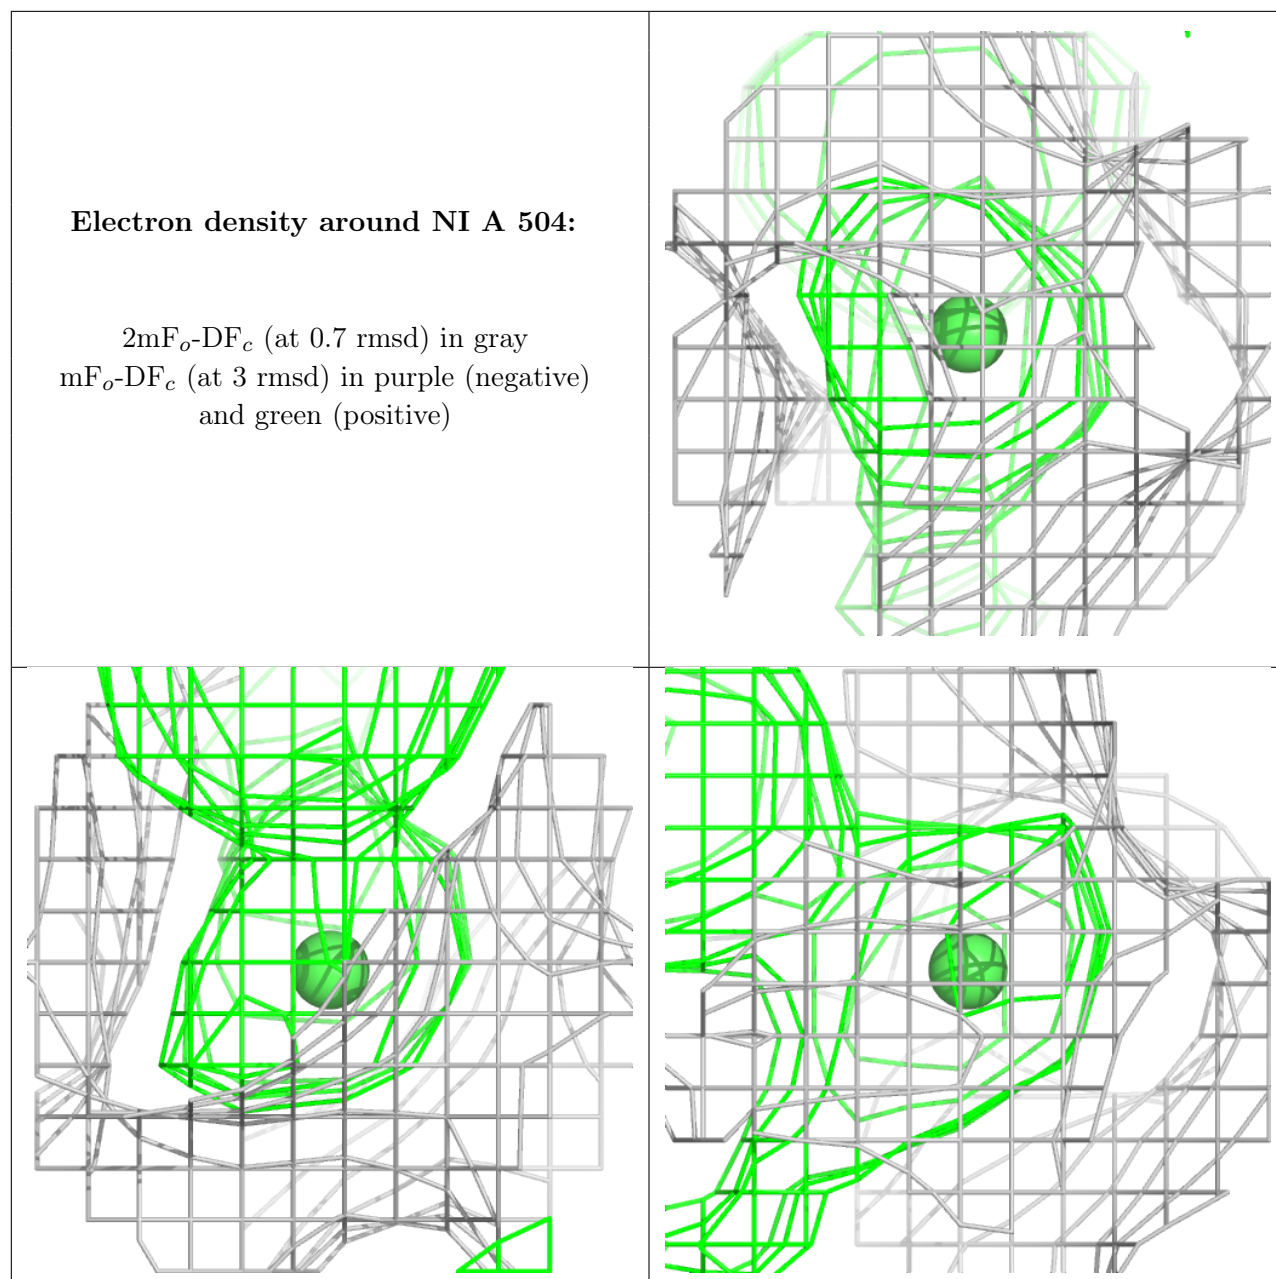 Electron density around NI A 504:
2mFo-DFc (at 0.7 rmsd) in gray
mFo-DFc (at 3 rmsd) in purple (negative)
and green (positive)